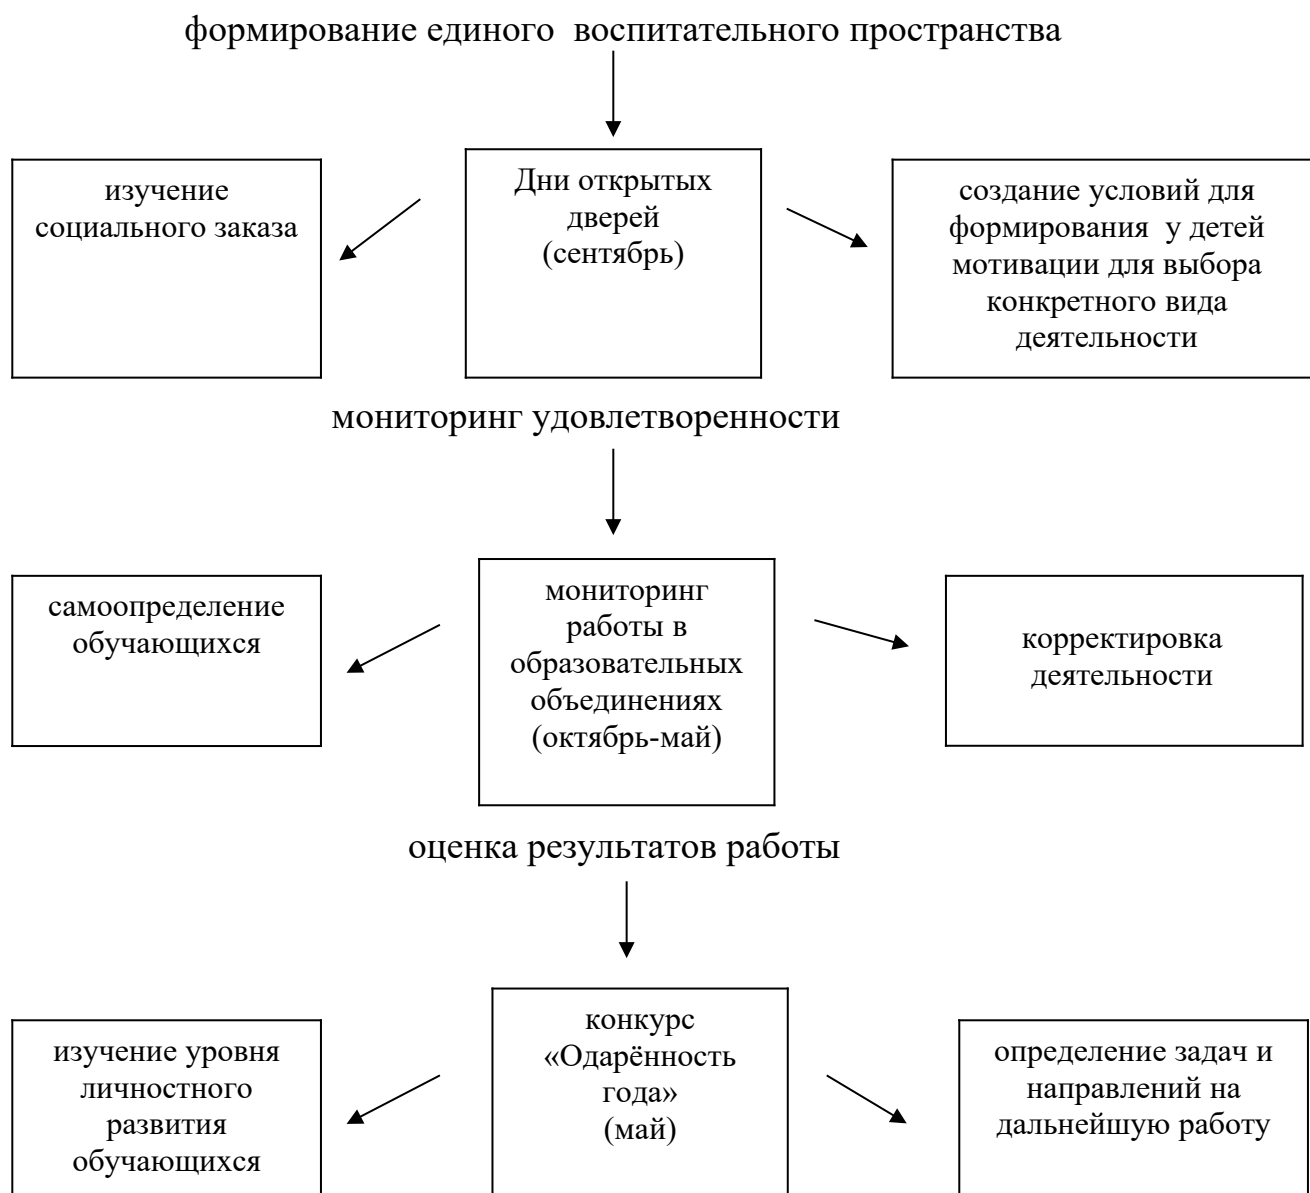 формирование единого воспитательного пространства
изучение
социального заказа
Дни открытых
дверей
(сентябрь)
создание условий для
формирования у детей
мотивации для выбора
конкретного вида
деятельности
мониторинг удовлетворенности
самоопределение
обучающихся
мониторинг
работы в
образовательных
объединениях
(октябрь-май)
корректировка
деятельности
оценка результатов работы
изучение уровня
личностного
развития
обучающихся
конкурс
«Одарённость
года»
(май)
определение задач и
направлений на
дальнейшую работу